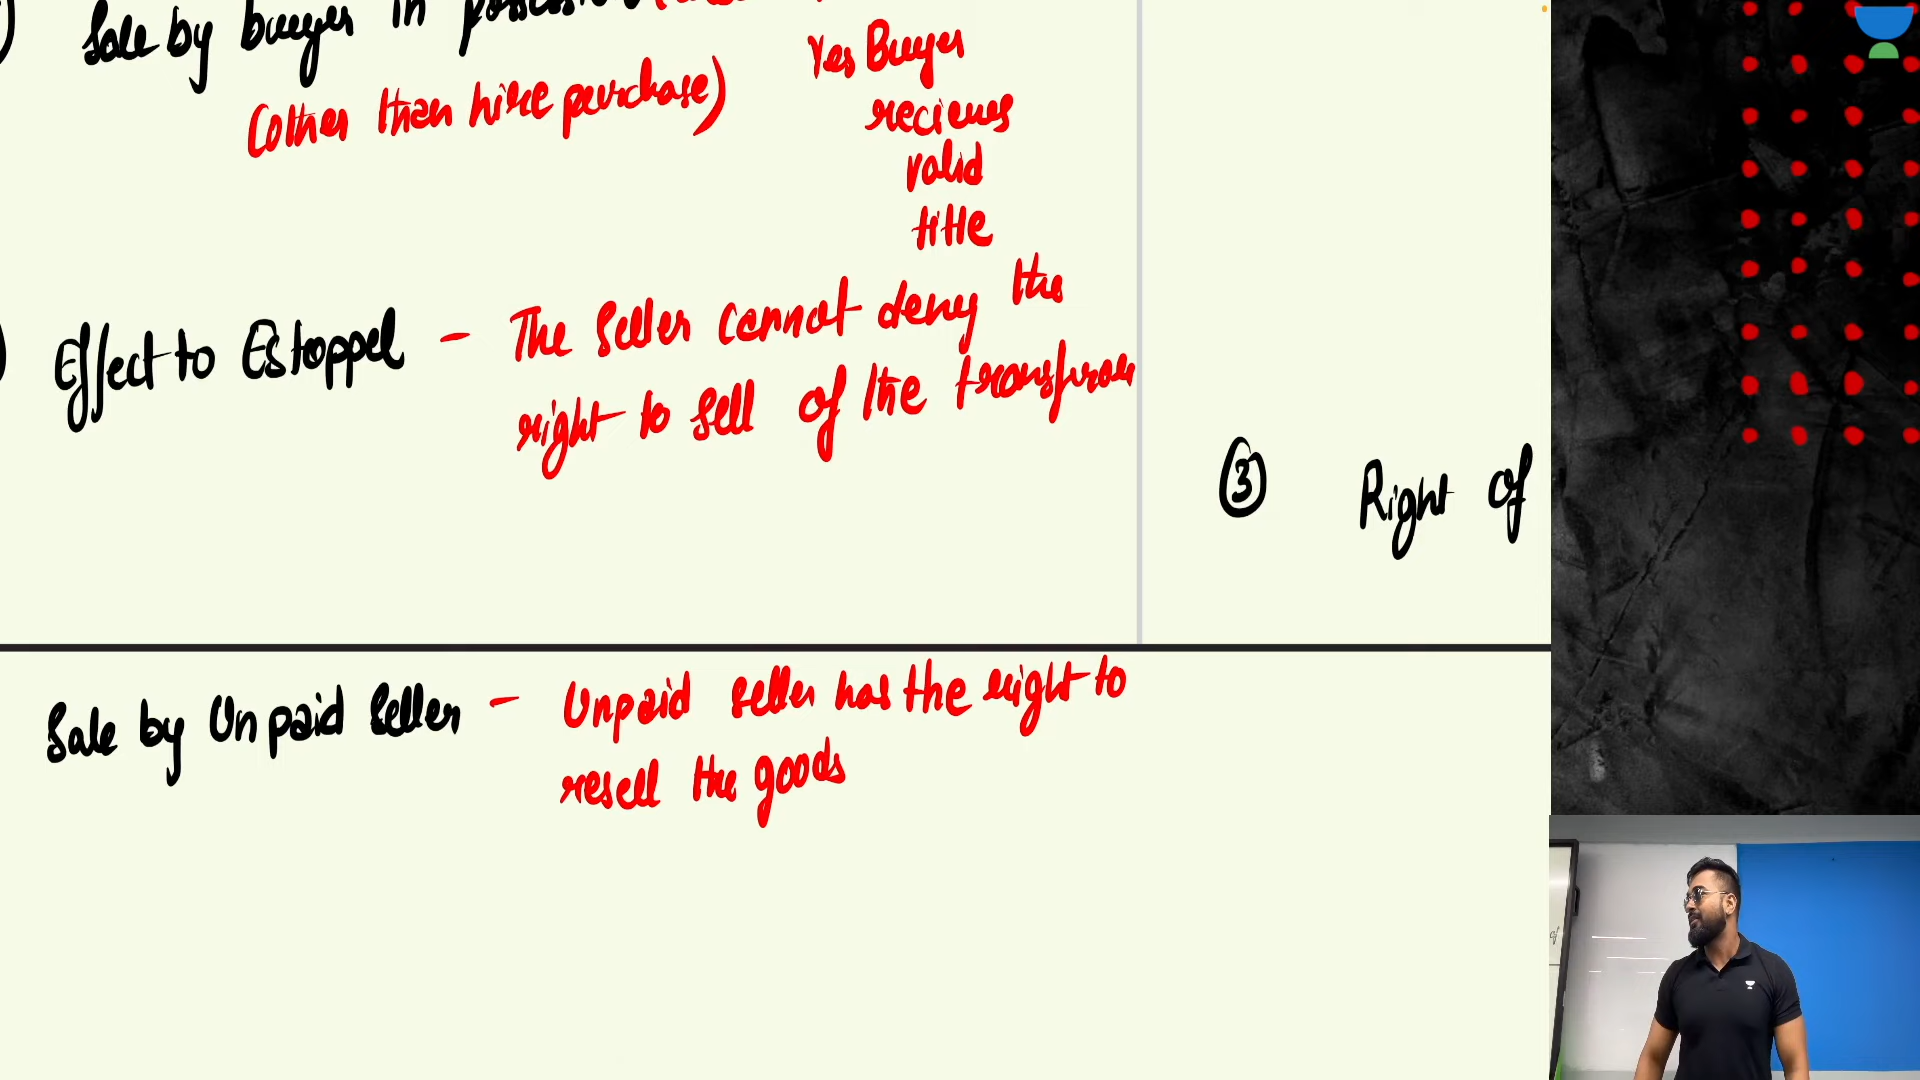 Sale by buyer in
(other than hire purchase)
Yes Buyer
recieves
valid
title
Effect to Estoppel - The Seller cannot deny the
right to sell of the
③ Right of
Sale by Unpaid Seller - Unpaid seller has the right to
resell the goods